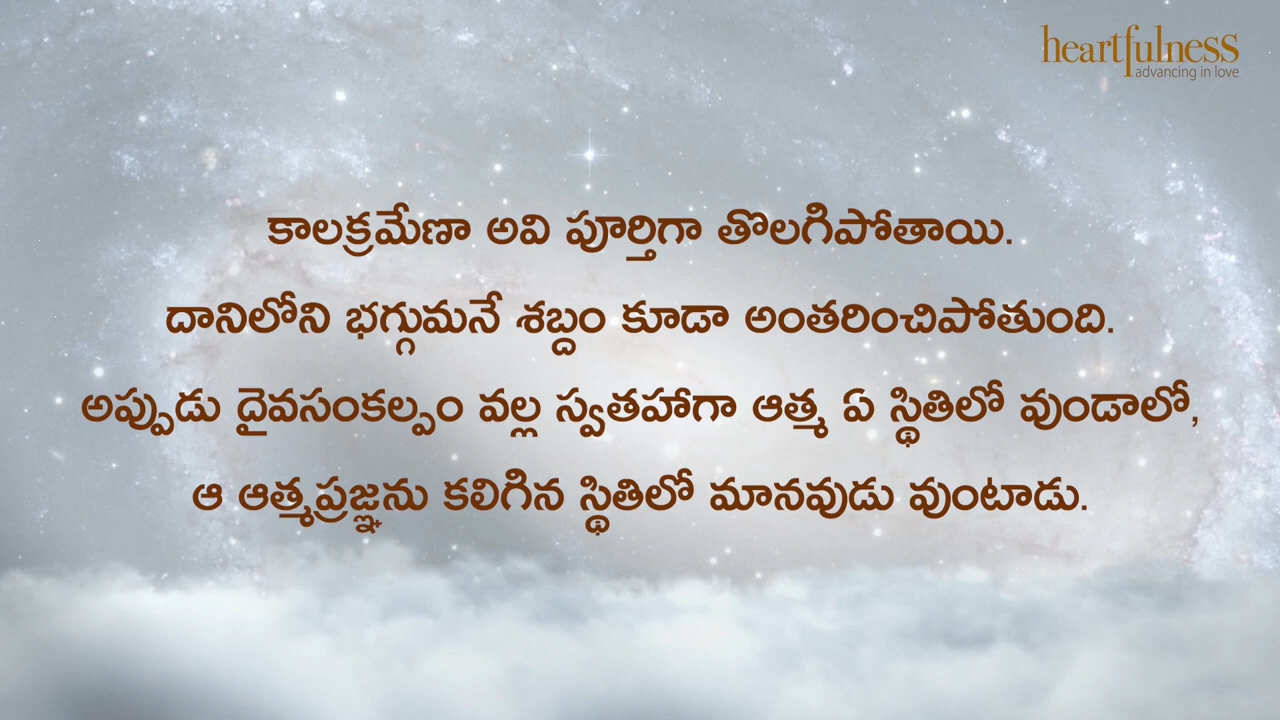 heartfulness
advancing in love
కాలక్రమేణా అవి పూర్తిగా తొలగిపోతాయి.
దానిలోని భగ్గుమనే శబ్దం కూడా అంతరించిపోతుంది.
అప్పుడు దైవసంకల్పం వల్ల స్వతహాగా ఆత్మ ఏ స్థితిలో వుండాలో,
ఆ ఆత్మప్రజ్ఞను కలిగిన స్థితిలో మానవుడు వుంటాడు.